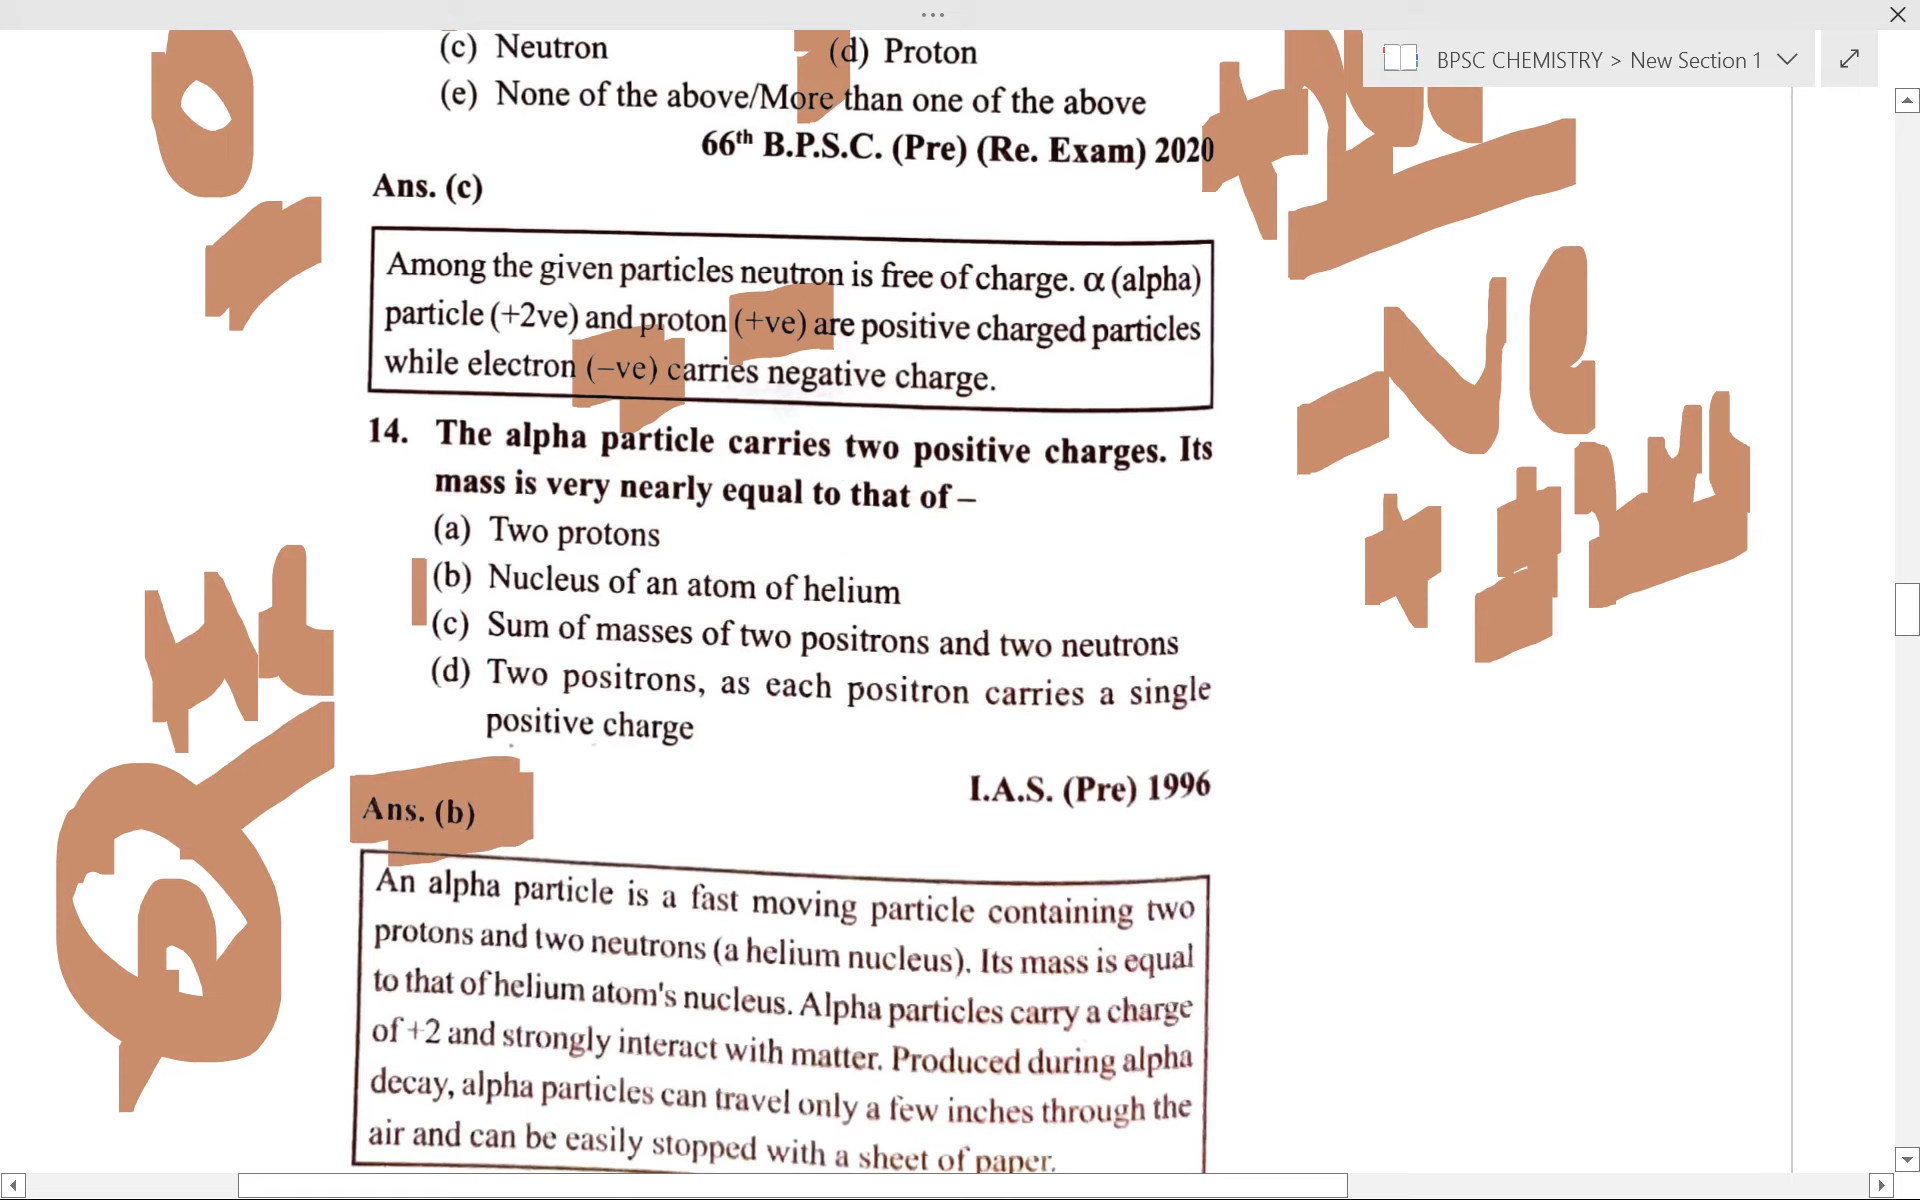 BPSC CHEMISTRY > New Section 1
(c) Neutron (d) Proton
(e) None of the above/More than one of the above
66th B.P.S.C. (Pre) (Re. Exam) 2020
Ans. (c)
Among the given particles neutron is free of charge. α (alpha)
particle (+2ve) and proton (+ve) are positive charged particles
while electron (−ve) carries negative charge.
14. The alpha particle carries two positive charges. Its
mass is very nearly equal to that of –
(a) Two protons
(b) Nucleus of an atom of helium
(c) Sum of masses of two positrons and two neutrons
(d) Two positrons, as each positron carries a single
positive charge
I.A.S. (Pre) 1996
Ans. (b)
An alpha particle is a fast moving particle containing two
protons and two neutrons (a helium nucleus). Its mass is equal
to that of helium atom's nucleus. Alpha particles carry a charge
of +2 and strongly interact with matter. Produced during alpha
decay, alpha particles can travel only a few inches through the
air and can be easily stopped with a sheet of paper.